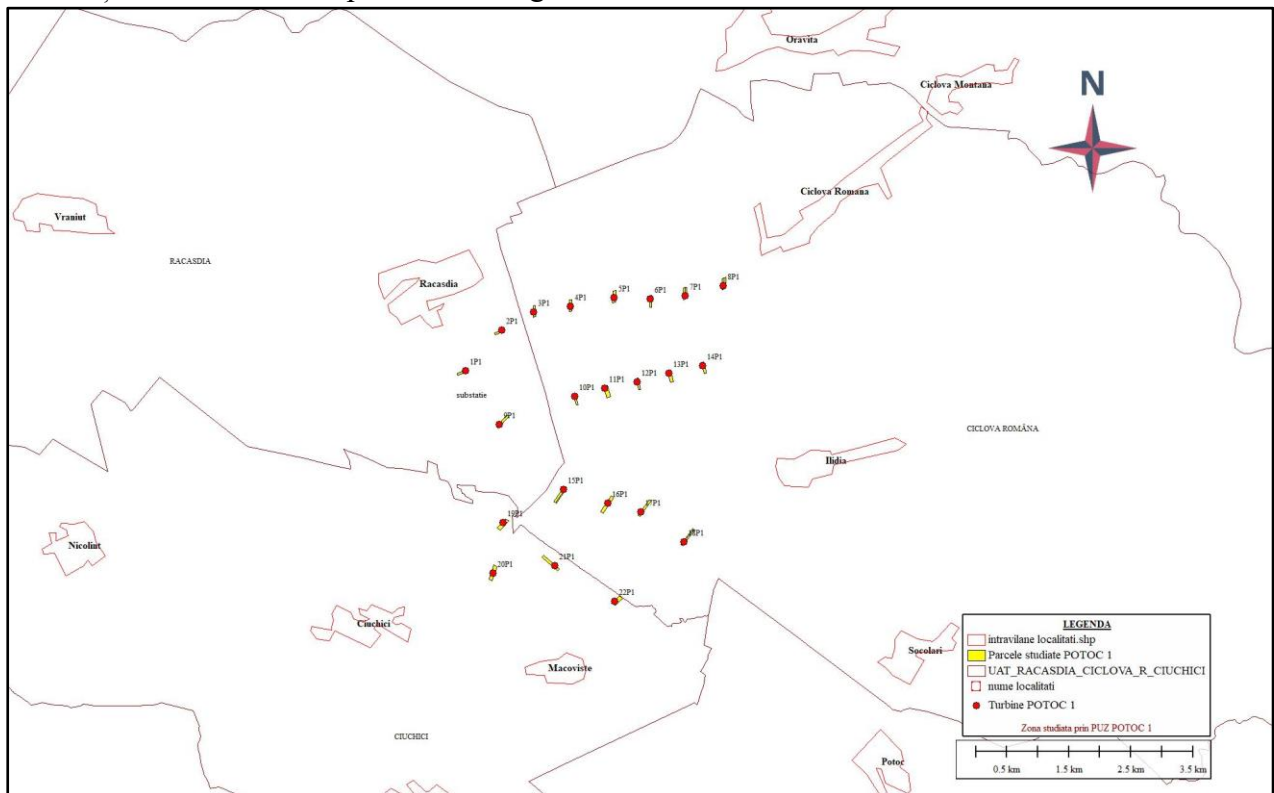 Oravita
Ciclova Montana
N
Ciclova Romana
Vraniut
RACASDIA
Racasdia
8P1
7P1
6P1
5P1
4P1
3P1
2P1
1P1
14P1
13P1
12P1
11P1
10P1
substatie
9P1
CICLOVA ROMÂNA
Ilidia
15P1
16P1
17P1
18P1
19P1
Nicolint
21P1
20P1
22P1
Ciuchici
Macoviste
Socolari
CIUCHICI
Potoc
LEGENDA
intravilane localitati.shp
Parcele studiate POTOC 1
UAT_RACASDIA_CICLOVA_R_CIUCHICI
nume localitati
Turbine POTOC 1
Zona studiata prin PUZ POTOC 1
0.5 km 1.5 km 2.5 km 3.5 km